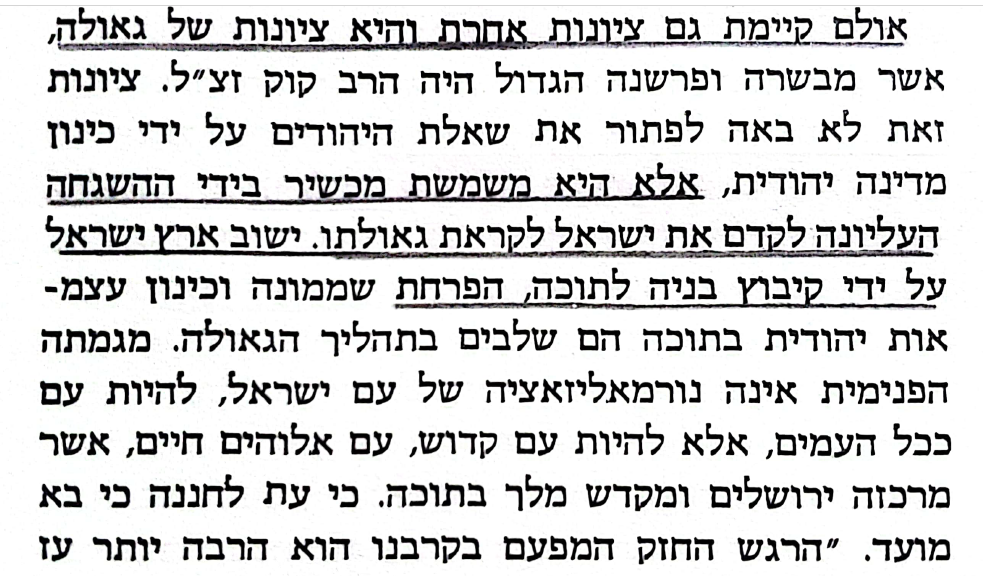 אולם קיימת גם ציונות אחרת והיא ציונות של גאולה,
אשר מבשרה ופרשנה הגדול היה הרב קוק זצ״ל. ציונות
זאת לא באה לפתור את שאלת היהודים על ידי כינון
מדינה יהודית, אלא היא משמשת מכשיר בידי ההשגחה
העליונה לקדם את ישראל לקראת גאולתו. ישוב ארץ ישראל
על ידי קיבוץ בניה לתוכה, הפרחת שממונה וכינון עצמ-
אות יהודית בתוכה הם שלבים בתהליך הגאולה. מגמתה
הפנימית אינה נורמאליזאציה של עם ישראל, להיות עם
ככל העמים, אלא להיות עם קדוש, עם אלוהים חיים, אשר
מרכזה ירושלים ומקדש מלך בתוכה. כי עת לחננה כי בא
מועד. ״הרגש החזק המפעם בקרבנו הוא הרבה יותר עז